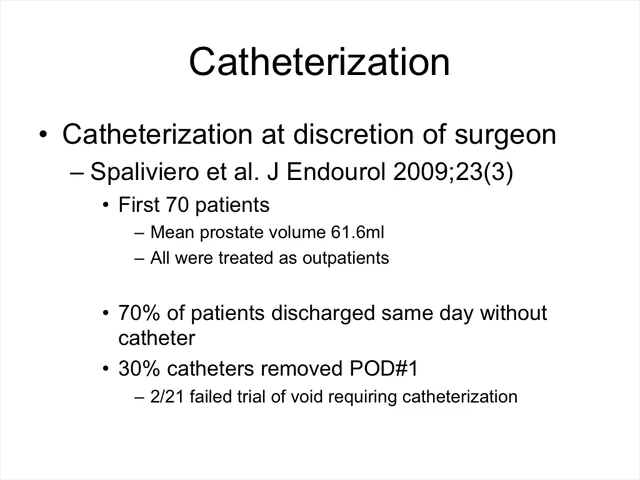 Catheterization
• Catheterization at discretion of surgeon
– Spaliviero et al. J Endourol 2009;23(3)
• First 70 patients
– Mean prostate volume 61.6ml
– All were treated as outpatients
• 70% of patients discharged same day without
catheter
• 30% catheters removed POD#1
– 2/21 failed trial of void requiring catheterization